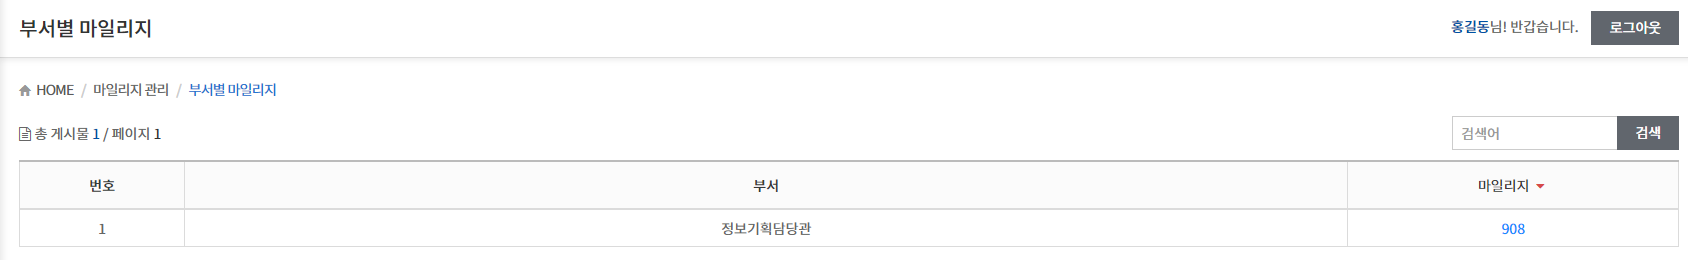 부서별 마일리지
홍길동님! 반갑습니다. 로그아웃
HOME / 마일리지 관리 / 부서별 마일리지
총 게시물 1 / 페이지 1
검색어 검색
번호 부서 마일리지
1 정보기획담당관 908